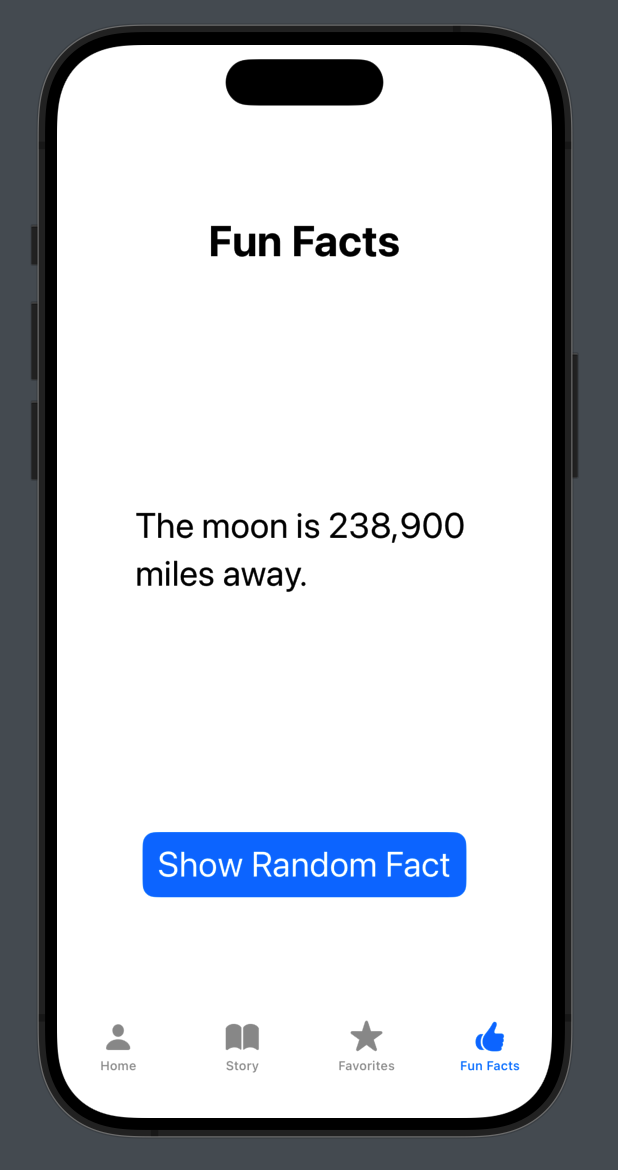 Fun Facts
The moon is 238,900
miles away.
Show Random Fact
Home
Story
Favorites
Fun Facts